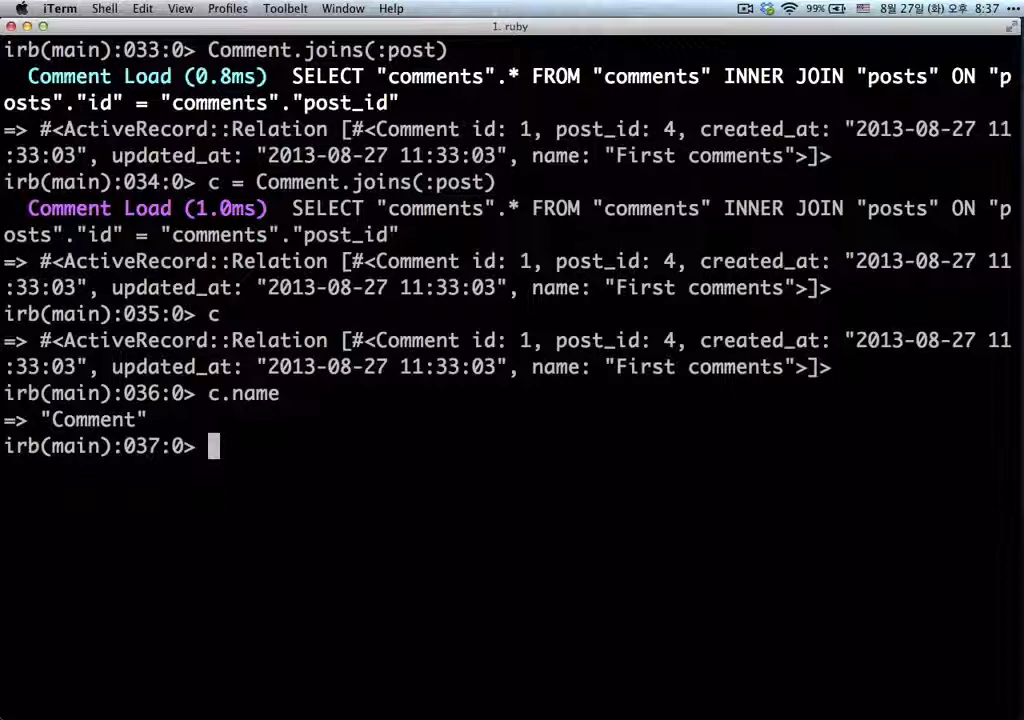 iTerm Shell Edit View Profiles Toolbelt Window Help 99% 8월 27일 (화) 오후 8:37
1. ruby
irb(main):033:0> Comment.joins(:post)
  Comment Load (0.8ms)  SELECT "comments".* FROM "comments" INNER JOIN "posts" ON "p
osts"."id" = "comments"."post_id"
=> #<ActiveRecord::Relation [#<Comment id: 1, post_id: 4, created_at: "2013-08-27 11
:33:03", updated_at: "2013-08-27 11:33:03", name: "First comments">]>
irb(main):034:0> c = Comment.joins(:post)
  Comment Load (1.0ms)  SELECT "comments".* FROM "comments" INNER JOIN "posts" ON "p
osts"."id" = "comments"."post_id"
=> #<ActiveRecord::Relation [#<Comment id: 1, post_id: 4, created_at: "2013-08-27 11
:33:03", updated_at: "2013-08-27 11:33:03", name: "First comments">]>
irb(main):035:0> c
=> #<ActiveRecord::Relation [#<Comment id: 1, post_id: 4, created_at: "2013-08-27 11
:33:03", updated_at: "2013-08-27 11:33:03", name: "First comments">]>
irb(main):036:0> c.name
=> "Comment"
irb(main):037:0>